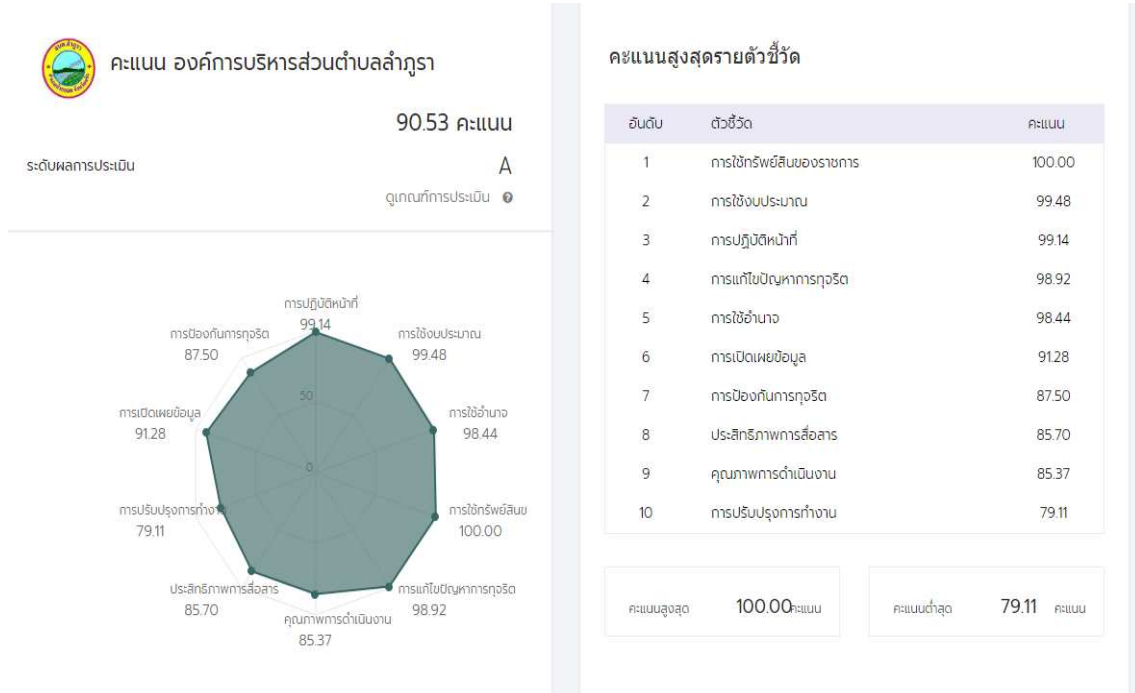 คะแนน องค์การบริหารส่วนตำบลลำภูรา
90.53 คะแนน
ระดับผลการประเมิน A
ดูเกณฑ์การประเมิน
การปฏิบัติหน้าที่
99.14
การป้องกันการทุจริต
87.50
การใช้งบประมาณ
99.48
50
การเปิดเผยข้อมูล
91.28
การใช้อำนาจ
98.44
0
การปรับปรุงการทำงา
79.11
การใช้ทรัพย์สินข
100.00
ประสิทธิภาพการสื่อสาร
85.70
การแก้ไขปัญหาการทุจริต
98.92
คุณภาพการดำเนินงาน
85.37
คะแนนสูงสุดรายตัวชี้วัด
อันดับ ตัวชี้วัด คะแนน
1 การใช้ทรัพย์สินของราชการ 100.00
2 การใช้งบประมาณ 99.48
3 การปฏิบัติหน้าที่ 99.14
4 การแก้ไขปัญหาการทุจริต 98.92
5 การใช้อำนาจ 98.44
6 การเปิดเผยข้อมูล 91.28
7 การป้องกันการทุจริต 87.50
8 ประสิทธิภาพการสื่อสาร 85.70
9 คุณภาพการดำเนินงาน 85.37
10 การปรับปรุงการทำงาน 79.11
คะแนนสูงสุด 100.00 คะแนน
คะแนนต่ำสุด 79.11 คะแนน